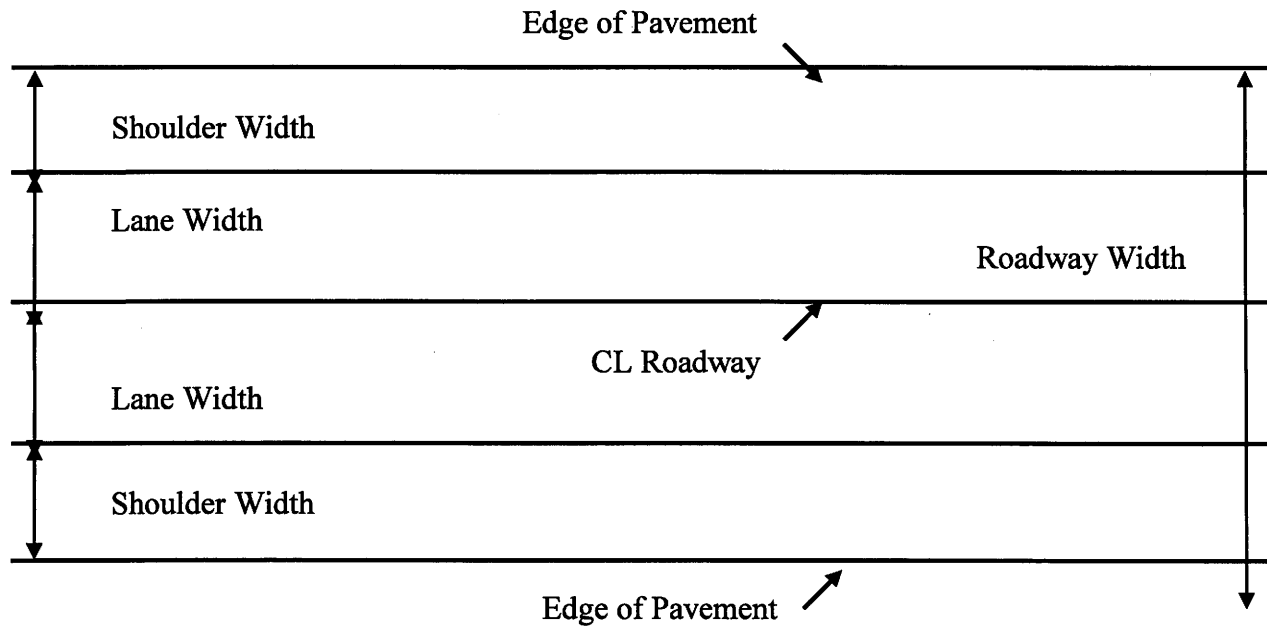 Edge of Pavement
Shoulder Width
Lane Width
Roadway Width
CL Roadway
Lane Width
Shoulder Width
Edge of Pavement